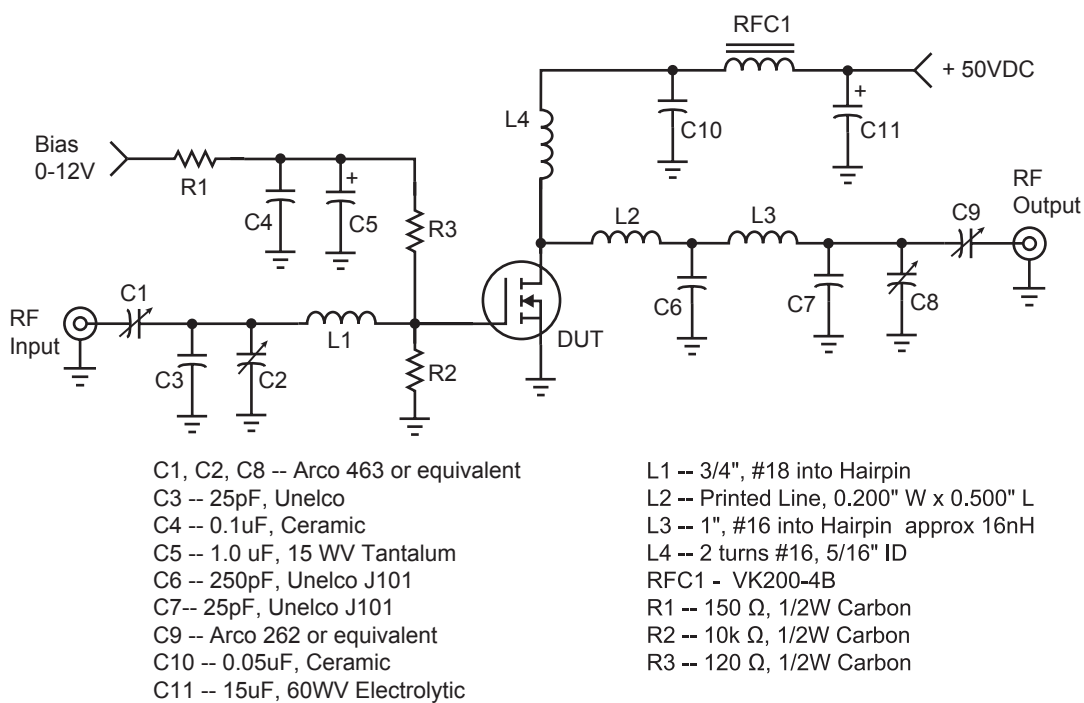 RFC1
+ 50VDC
+
L4
C10
C11
Bias
0-12V
R1
+
C4
C5
R3
L2
L3
C9
RF
Output
C6
C7
C8
C1
RF
Input
L1
DUT
C3
C2
R2
C1, C2, C8 -- Arco 463 or equivalent
C3 -- 25pF, Unelco
C4 -- 0.1uF, Ceramic
C5 -- 1.0 uF, 15 WV Tantalum
C6 -- 250pF, Unelco J101
C7-- 25pF, Unelco J101
C9 -- Arco 262 or equivalent
C10 -- 0.05uF, Ceramic
C11 -- 15uF, 60WV Electrolytic
L1 -- 3/4", #18 into Hairpin
L2 -- Printed Line, 0.200" W x 0.500" L
L3 -- 1", #16 into Hairpin approx 16nH
L4 -- 2 turns #16, 5/16" ID
RFC1 - VK200-4B
R1 -- 150 Ω, 1/2W Carbon
R2 -- 10k Ω, 1/2W Carbon
R3 -- 120 Ω, 1/2W Carbon